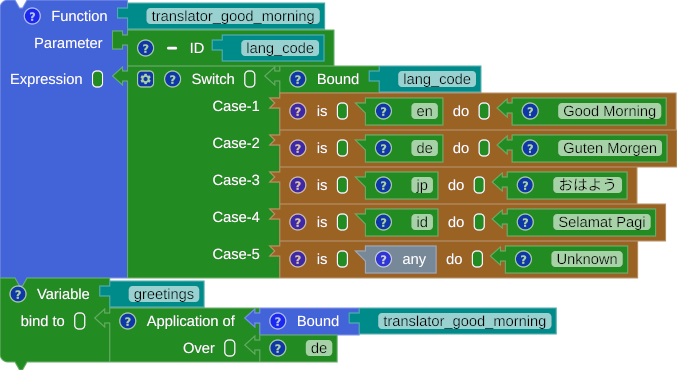 Function translator_good_morning
Parameter – ID lang_code
Expression Switch Bound lang_code
Case-1 is en do Good Morning
Case-2 is de do Guten Morgen
Case-3 is jp do おはよう
Case-4 is id do Selamat Pagi
Case-5 is any do Unknown
Variable greetings
bind to Application of Bound translator_good_morning
Over de